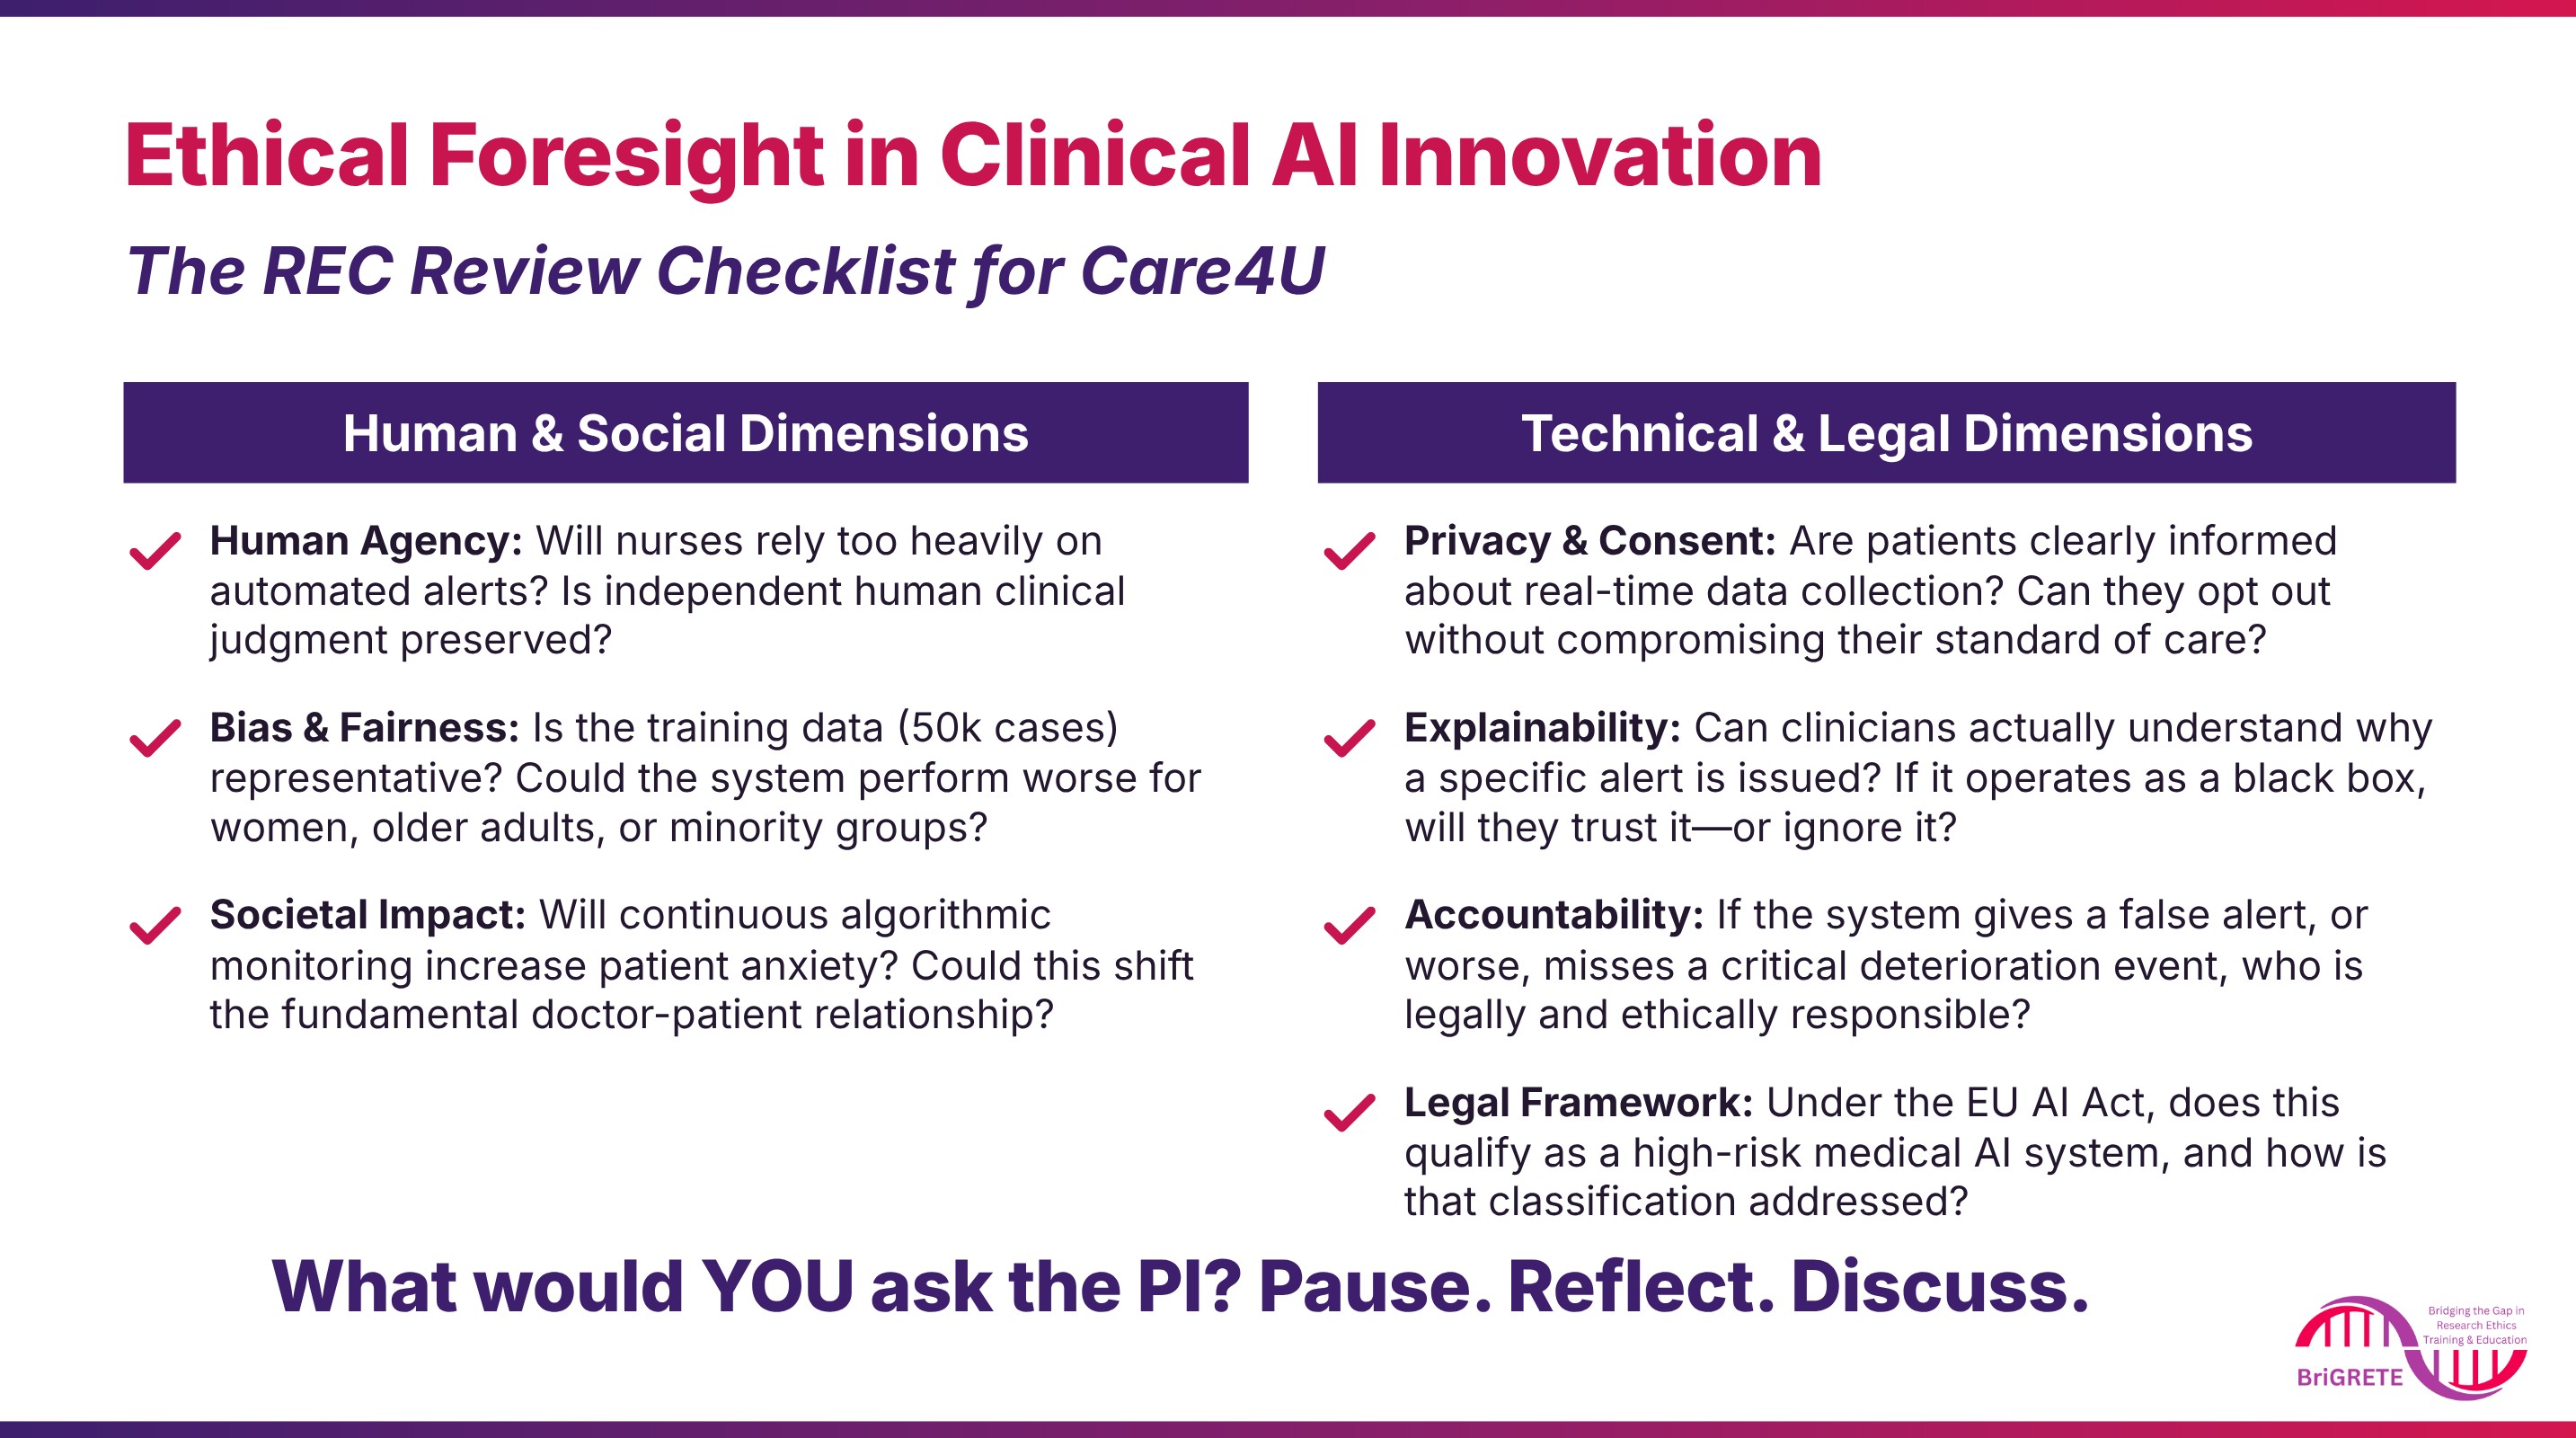 Ethical Foresight in Clinical AI Innovation
The REC Review Checklist for Care4U
Human & Social Dimensions
Human Agency: Will nurses rely too heavily on
automated alerts? Is independent human clinical
judgment preserved?
Bias & Fairness: Is the training data (50k cases)
representative? Could the system perform worse for
women, older adults, or minority groups?
Societal Impact: Will continuous algorithmic
monitoring increase patient anxiety? Could this shift
the fundamental doctor-patient relationship?
Technical & Legal Dimensions
Privacy & Consent: Are patients clearly informed
about real-time data collection? Can they opt out
without compromising their standard of care?
Explainability: Can clinicians actually understand why
a specific alert is issued? If it operates as a black box,
will they trust it—or ignore it?
Accountability: If the system gives a false alert, or
worse, misses a critical deterioration event, who is
legally and ethically responsible?
Legal Framework: Under the EU AI Act, does this
qualify as a high-risk medical AI system, and how is
that classification addressed?
What would YOU ask the PI? Pause. Reflect. Discuss.
Bridging the Gap in
Research Ethics
Training & Education
BriGRETE